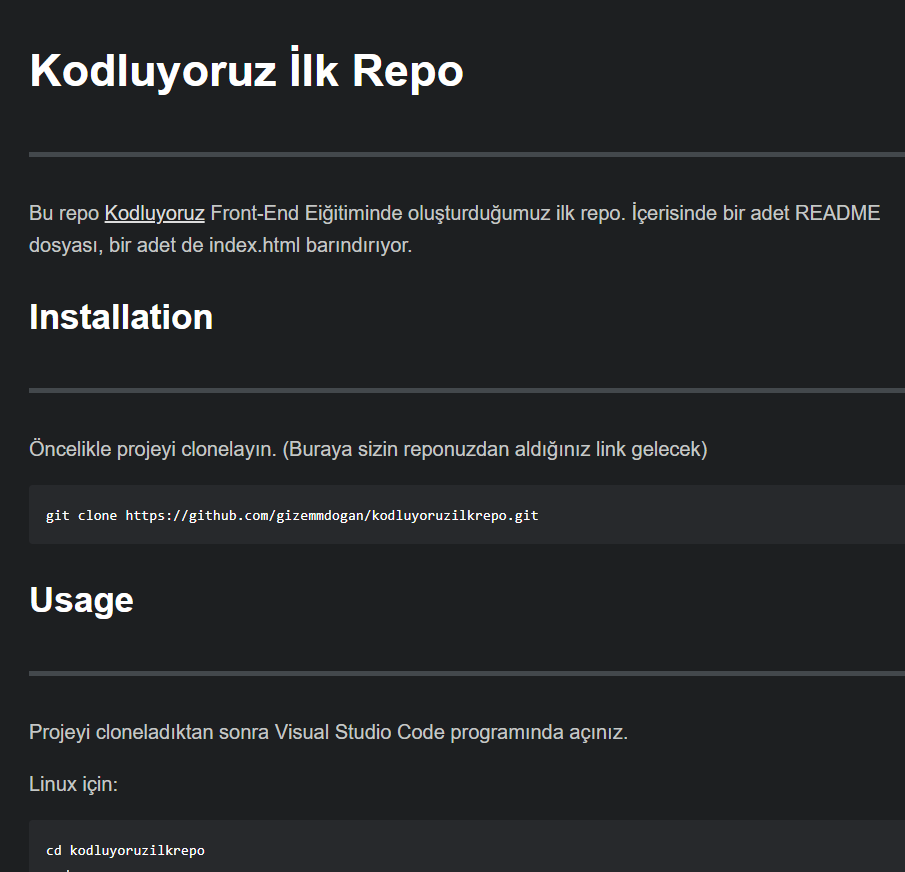 Kodluyoruz İlk Repo
Bu repo Kodluyoruz Front-End Eiğitiminde oluşturduğumuz ilk repo. İçerisinde bir adet README
dosyası, bir adet de index.html barındırıyor.
Installation
Öncelikle projeyi clonelayın. (Buraya sizin reponuzdan aldığınız link gelecek)
git clone https://github.com/gizemmdogan/kodluyoruzilkrepo.git
Usage
Projeyi cloneladıktan sonra Visual Studio Code programında açınız.
Linux için:
cd kodluyoruzilkrepo